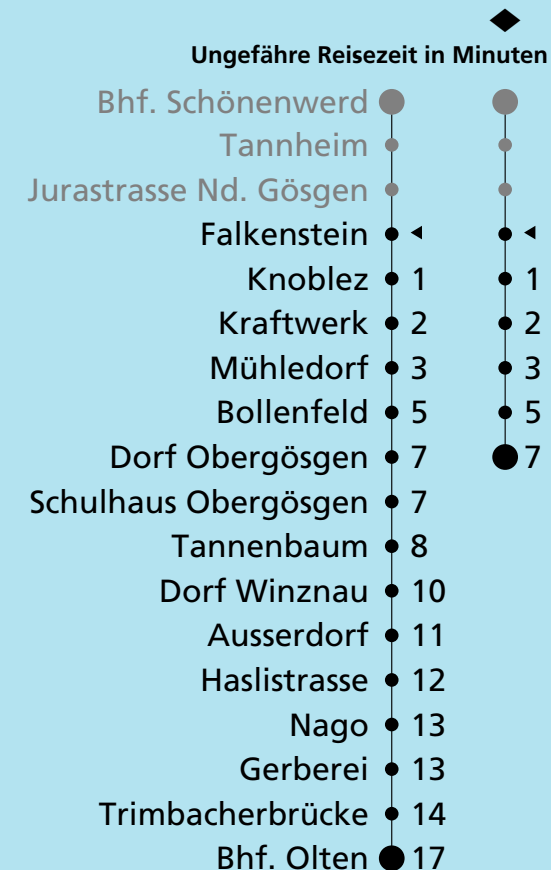 Ungefähre Reisezeit in Minuten
Bhf. Schönenwerd
Tannheim
Jurastrasse Nd. Gösgen
Falkenstein
Knoblez 1 1
Kraftwerk 2 2
Mühledorf 3 3
Bollenfeld 5 5
Dorf Obergösgen 7 7
Schulhaus Obergösgen 7
Tannenbaum 8
Dorf Winznau 10
Ausserdorf 11
Haslistrasse 12
Nago 13
Gerberei 13
Trimbacherbrücke 14
Bhf. Olten 17